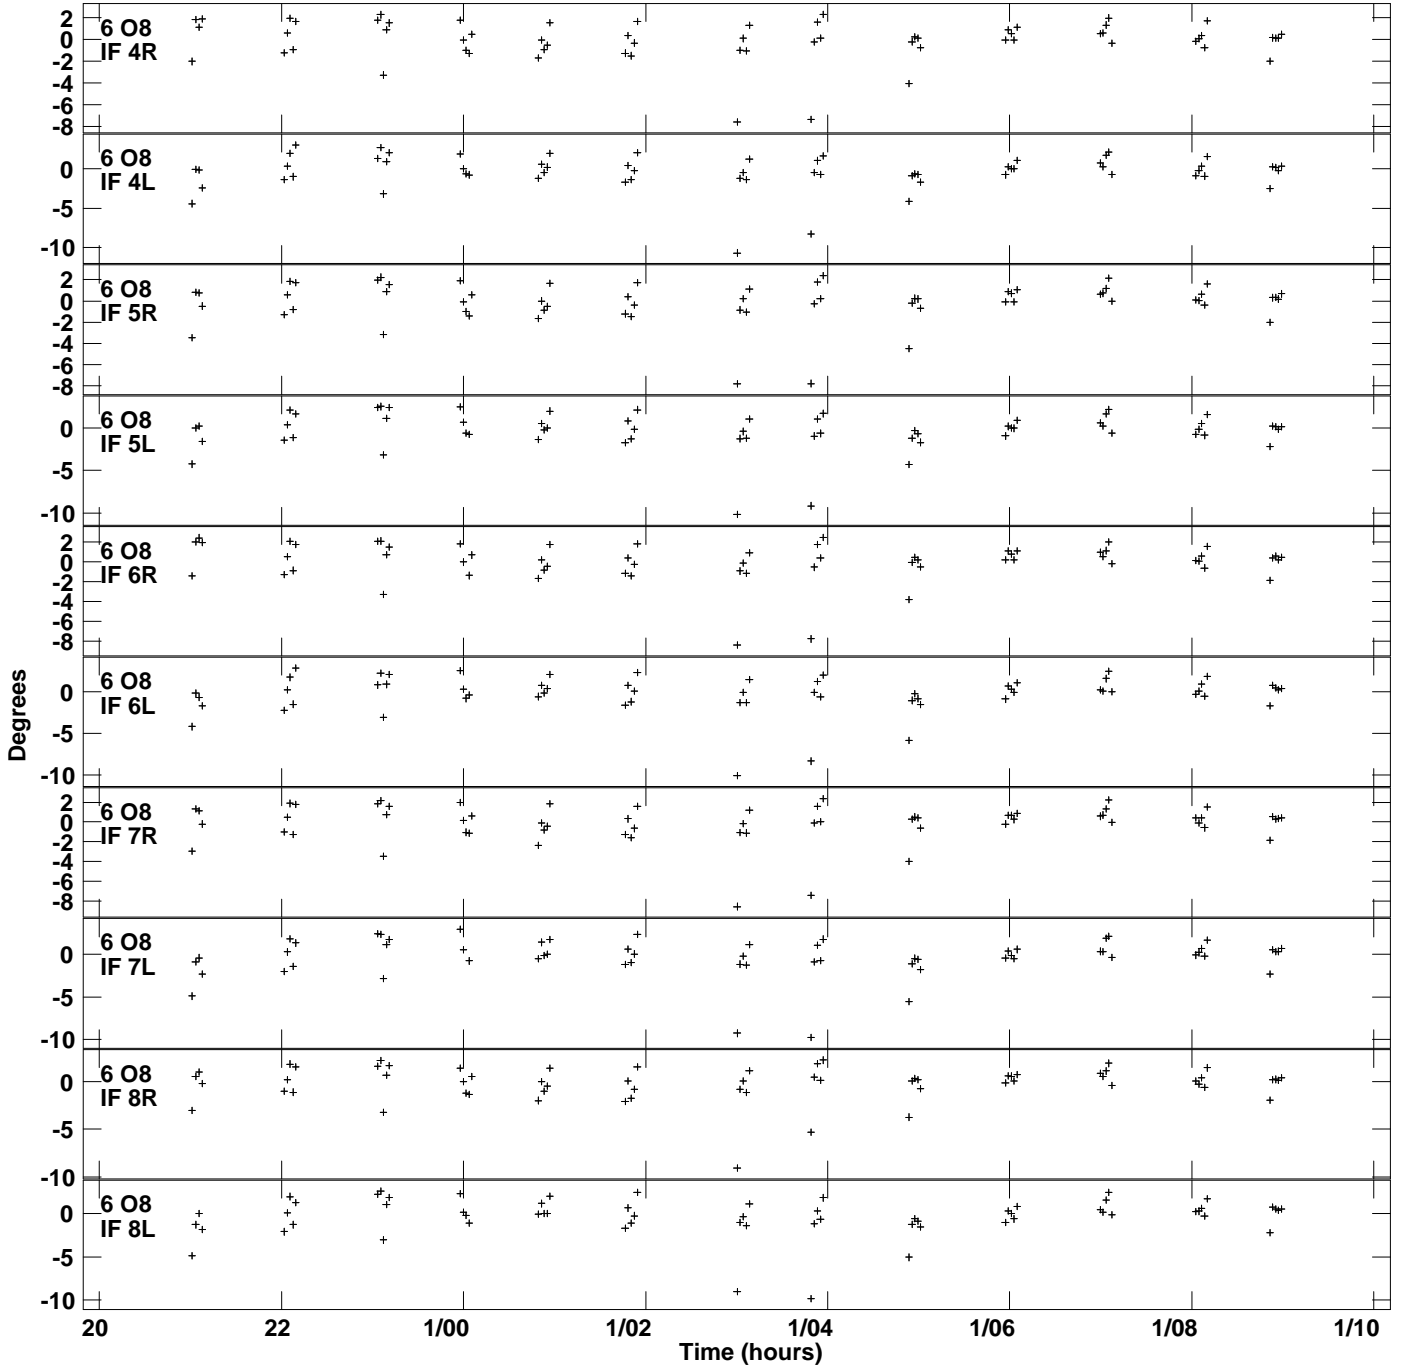 2
0
-2
-4
-6
-8
6 O8
IF 4R
0
-5
-10
6 O8
IF 4L
2
0
-2
-4
-6
-8
6 O8
IF 5R
0
-5
-10
6 O8
IF 5L
2
0
-2
-4
-6
-8
6 O8
IF 6R
0
-5
-10
6 O8
IF 6L
2
0
-2
-4
-6
-8
6 O8
IF 7R
0
-5
-10
6 O8
IF 7L
0
-5
-10
6 O8
IF 8R
0
-5
-10
6 O8
IF 8L
Degrees
20 22 1/00 1/02 1/04 1/06 1/08 1/10
Time (hours)